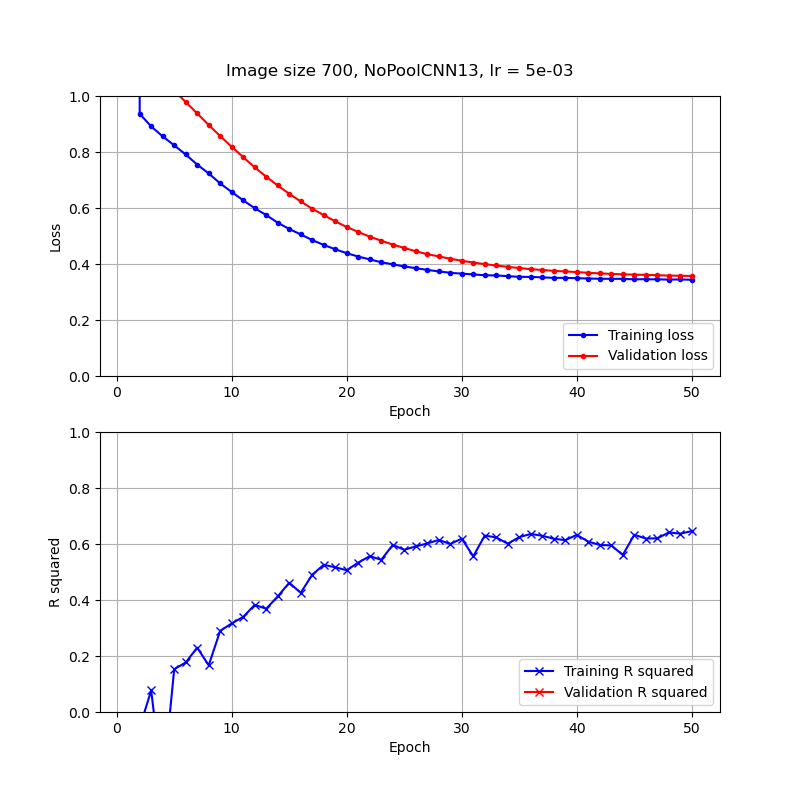 Image size 700, NoPoolCNN13, lr = 5e-03
1.0
0.8
0.6
0.4
0.2
0.0
Loss
Training loss
Validation loss
0 10 20 30 40 50
Epoch
1.0
0.8
0.6
0.4
0.2
0.0
R squared
Training R squared
Validation R squared
0 10 20 30 40 50
Epoch